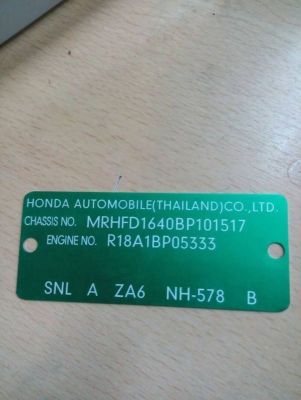 HONDA AUTOMOBILE(THAILAND)CO.,LTD.
CHASSIS NO. MRHFD1640BP101517
ENGINE NO. R18A1BP05333
SNL A ZA6 NH-578 B